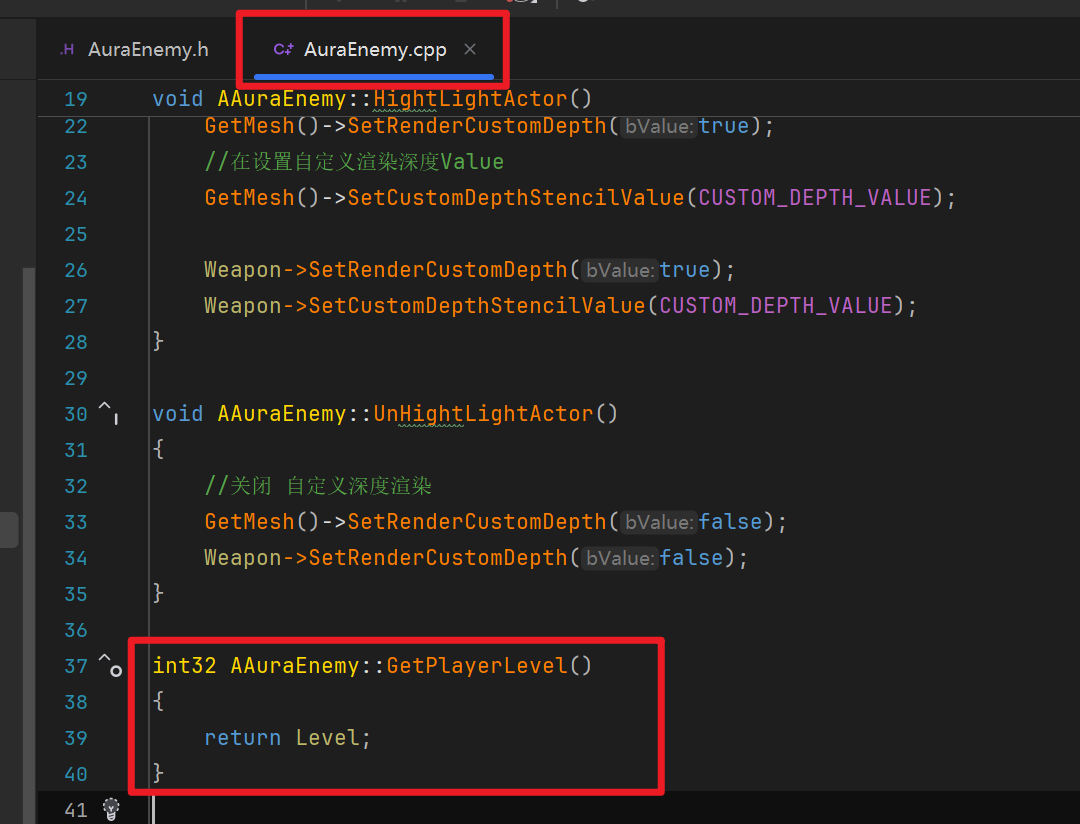 .H AuraEnemy.h C++ AuraEnemy.cpp ×
19 void AAuraEnemy::HightLightActor()
22 GetMesh()->SetRenderCustomDepth(bValue:true);
23 //在设置自定义渲染深度Value
24 GetMesh()->SetCustomDepthStencilValue(CUSTOM_DEPTH_VALUE);
25
26 Weapon->SetRenderCustomDepth(bValue:true);
27 Weapon->SetCustomDepthStencilValue(CUSTOM_DEPTH_VALUE);
28 }
29
30 void AAuraEnemy::UnHightLightActor()
31 {
32 //关闭 自定义深度渲染
33 GetMesh()->SetRenderCustomDepth(bValue:false);
34 Weapon->SetRenderCustomDepth(bValue:false);
35 }
36
37 int32 AAuraEnemy::GetPlayerLevel()
38 {
39 return Level;
40 }
41